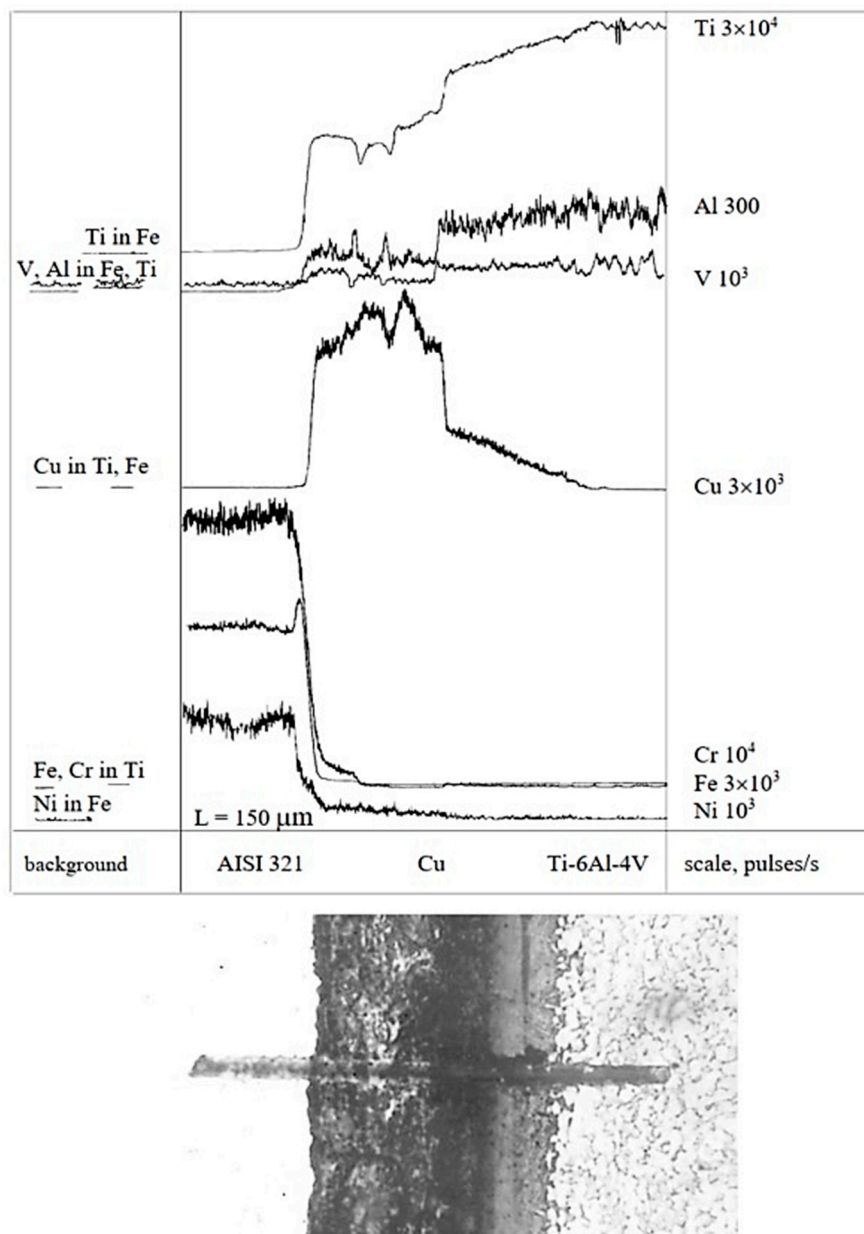 Ti 3×10⁴
Al 300
Ti in Fe
V, Al in Fe, Ti
V 10³
Cu in Ti, Fe
Cu 3×10³
Cr 10⁴
Fe, Cr in Ti
Fe 3×10³
Ni in Fe
Ni 10³
L = 150 μm
background AISI 321 Cu Ti-6Al-4V scale, pulses/s